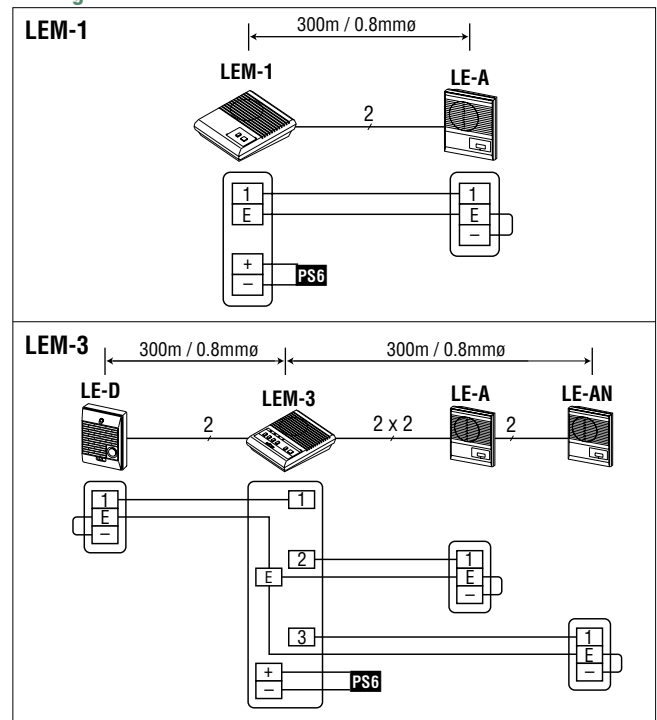 LEM-1
300m / 0.8mmø
LEM-1
LE-A
2
1
E
1
E
–
+
–
PS6
LEM-3
300m / 0.8mmø
300m / 0.8mmø
LE-D
LEM-3
LE-A
LE-AN
2
2 x 2
2
1
E
–
1
2
E
3
+
–
PS6
1
E
–
1
E
–